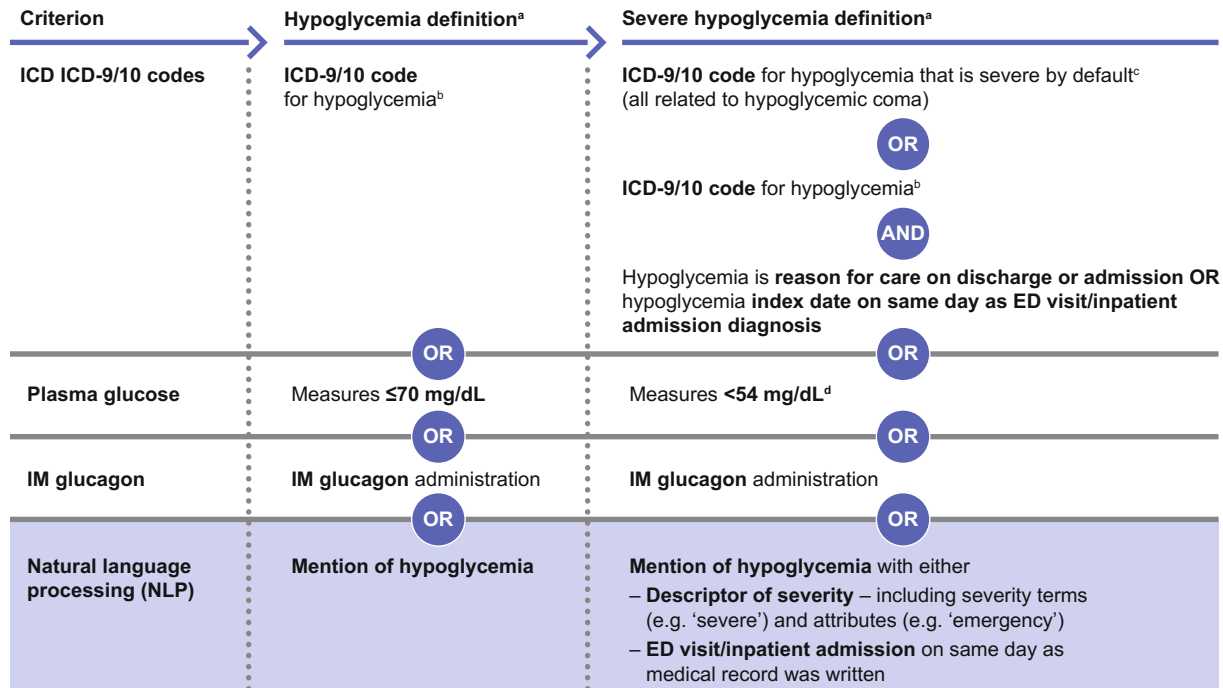 Criterion
Hypoglycemia definitionᵃ
Severe hypoglycemia definitionᵃ
ICD ICD-9/10 codes
ICD-9/10 code
for hypoglycemiaᵇ
ICD-9/10 code for hypoglycemia that is severe by defaultᶜ
(all related to hypoglycemic coma)
OR
ICD-9/10 code for hypoglycemiaᵇ
AND
Hypoglycemia is reason for care on discharge or admission OR
hypoglycemia index date on same day as ED visit/inpatient
admission diagnosis
OR
OR
Plasma glucose
Measures ≤70 mg/dL
Measures <54 mg/dLᵈ
OR
OR
IM glucagon
IM glucagon administration
IM glucagon administration
OR
OR
Natural language
processing (NLP)
Mention of hypoglycemia
Mention of hypoglycemia with either
– Descriptor of severity – including severity terms
(e.g. ‘severe’) and attributes (e.g. ‘emergency’)
– ED visit/inpatient admission on same day as
medical record was written